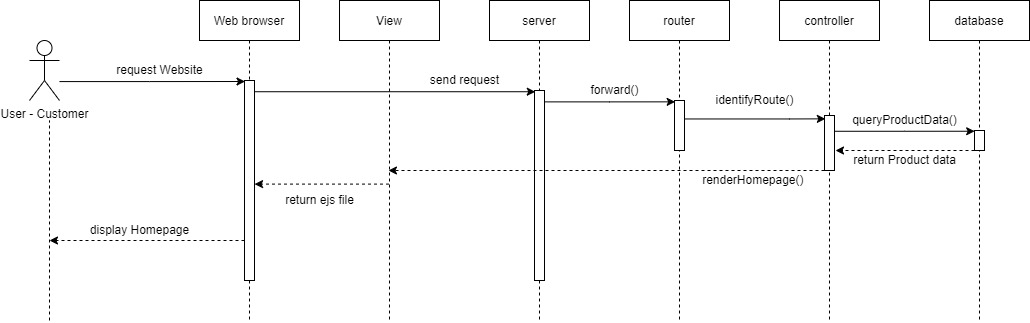 Web browser
View
server
router
controller
database
request Website
send request
forward()
identifyRoute()
User - Customer
queryProductData()
return Product data
renderHomepage()
return ejs file
display Homepage